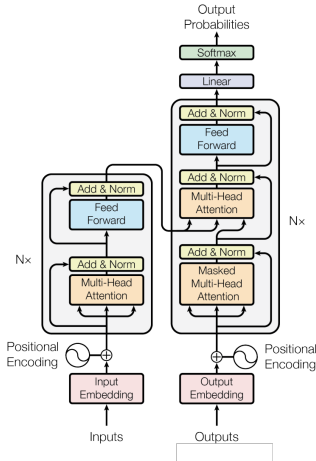 Output
Probabilities
Softmax
Linear
Add & Norm
Feed
Forward
Add & Norm
Multi-Head
Attention
Add & Norm
Masked
Multi-Head
Attention
N×
Positional
Encoding
Output
Embedding
Outputs
Add & Norm
Feed
Forward
Add & Norm
Multi-Head
Attention
N×
Positional
Encoding
Input
Embedding
Inputs